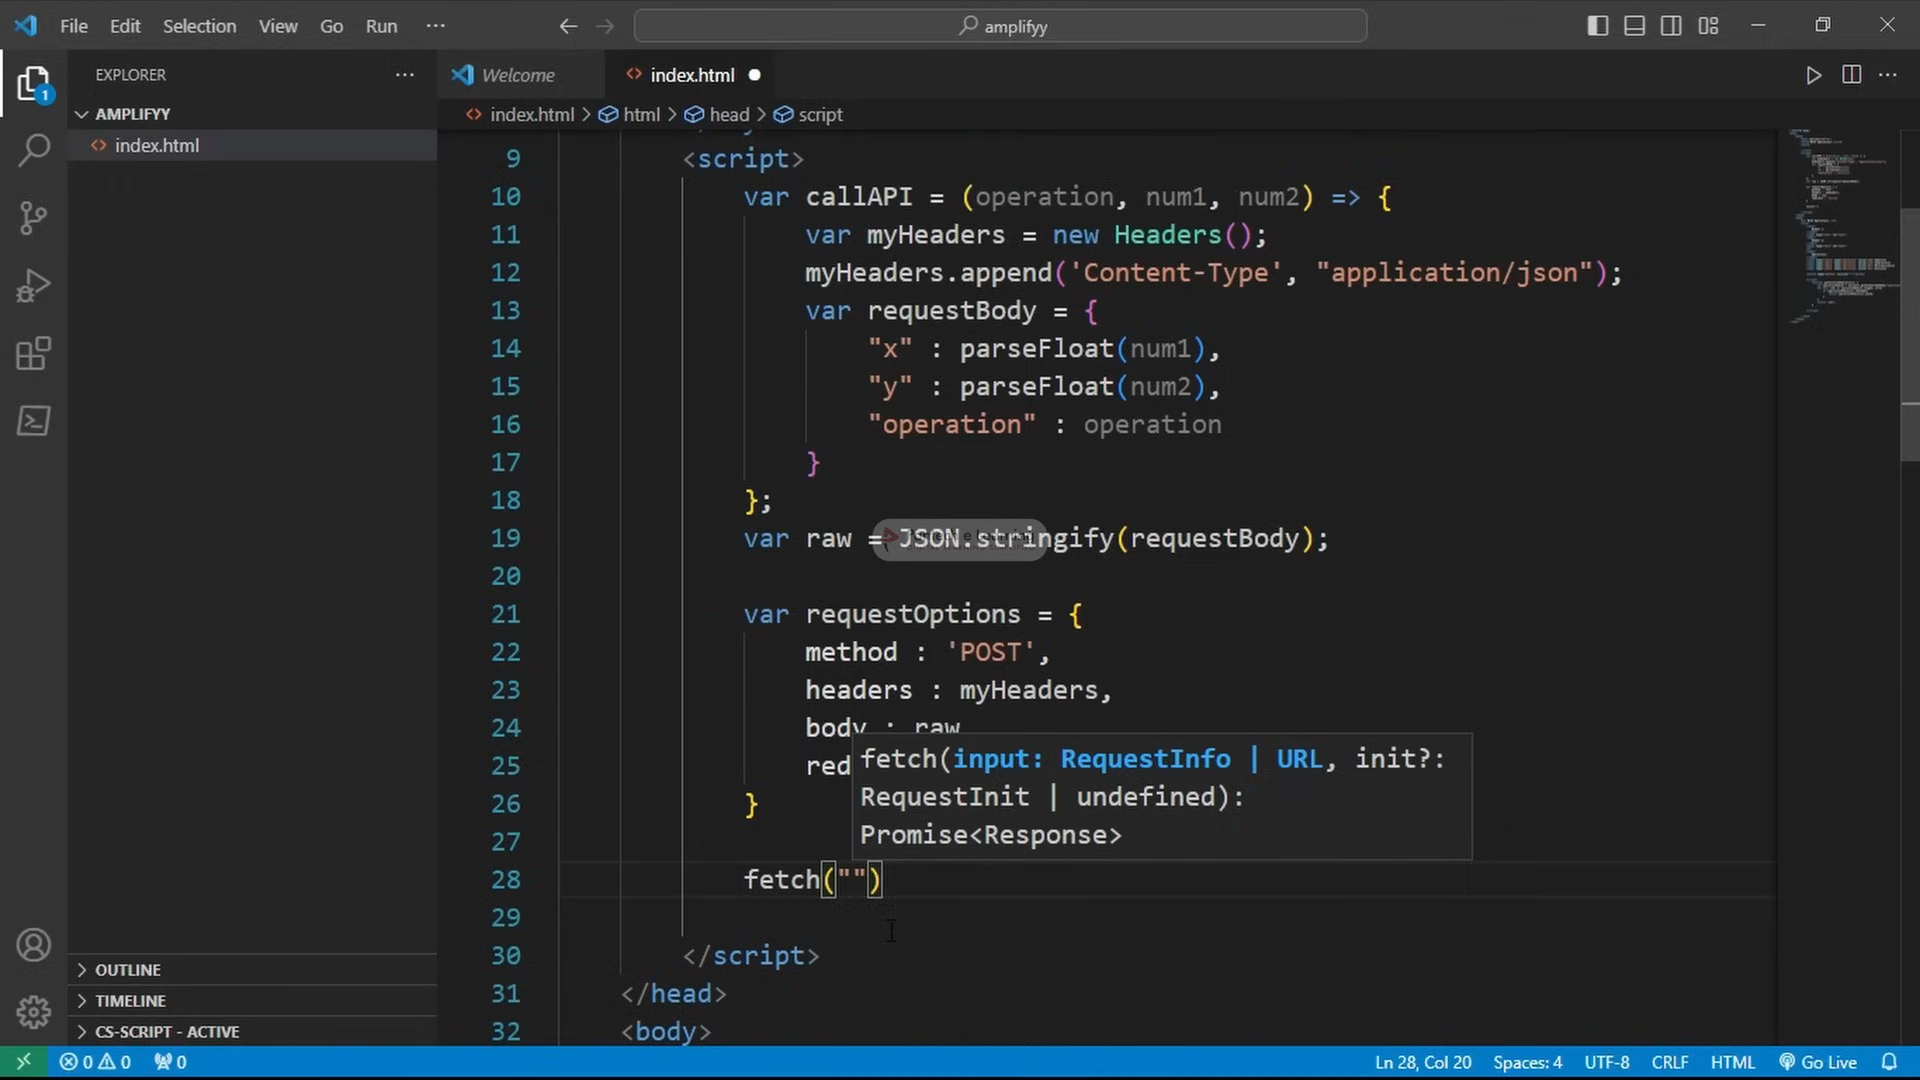 File Edit Selection View Go Run ··· amplifyy
EXPLORER ···
Welcome
index.html
AMPLIFYY
index.html > html > head > script
index.html
1
9 <script>
10 var callAPI = (operation, num1, num2) => {
11 var myHeaders = new Headers();
12 myHeaders.append('Content-Type', "application/json");
13 var requestBody = {
14 "x" : parseFloat(num1),
15 "y" : parseFloat(num2),
16 "operation" : operation
17 }
18 };
19 var raw = JSON.stringify(requestBody);
20
21 var requestOptions = {
22 method : 'POST',
23 headers : myHeaders,
24 body : raw
25 red
26 }
27
fetch(input: RequestInfo | URL, init?:
RequestInit | undefined):
Promise<Response>
28 fetch("")
29
30 </script>
31 </head>
32 <body>
OUTLINE
TIMELINE
CS-SCRIPT - ACTIVE
0 0 0 Ln 28, Col 20 Spaces: 4 UTF-8 CRLF HTML Go Live